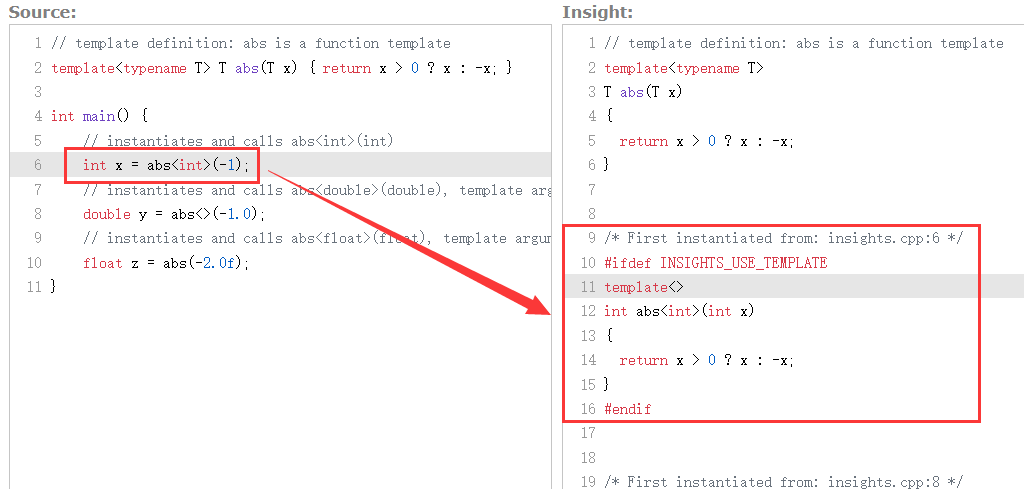 Source:
1 // template definition: abs is a function template
2 template<typename T> T abs(T x) { return x > 0 ? x : -x; }
3
4 int main() {
5     // instantiates and calls abs<int>(int)
6     int x = abs<int>(-1);
7     // instantiates and calls abs<double>(double), template arg
8     double y = abs<>(-1.0);
9     // instantiates and calls abs<float>(float), template argum
10     float z = abs(-2.0f);
11 }
Insight:
1 // template definition: abs is a function template
2 template<typename T>
3 T abs(T x)
4 {
5   return x > 0 ? x : -x;
6 }
7
8
9 /* First instantiated from: insights.cpp:6 */
10 #ifdef INSIGHTS_USE_TEMPLATE
11 template<>
12 int abs<int>(int x)
13 {
14   return x > 0 ? x : -x;
15 }
16 #endif
17
18
19 /* First instantiated from: insights.cpp:8 */